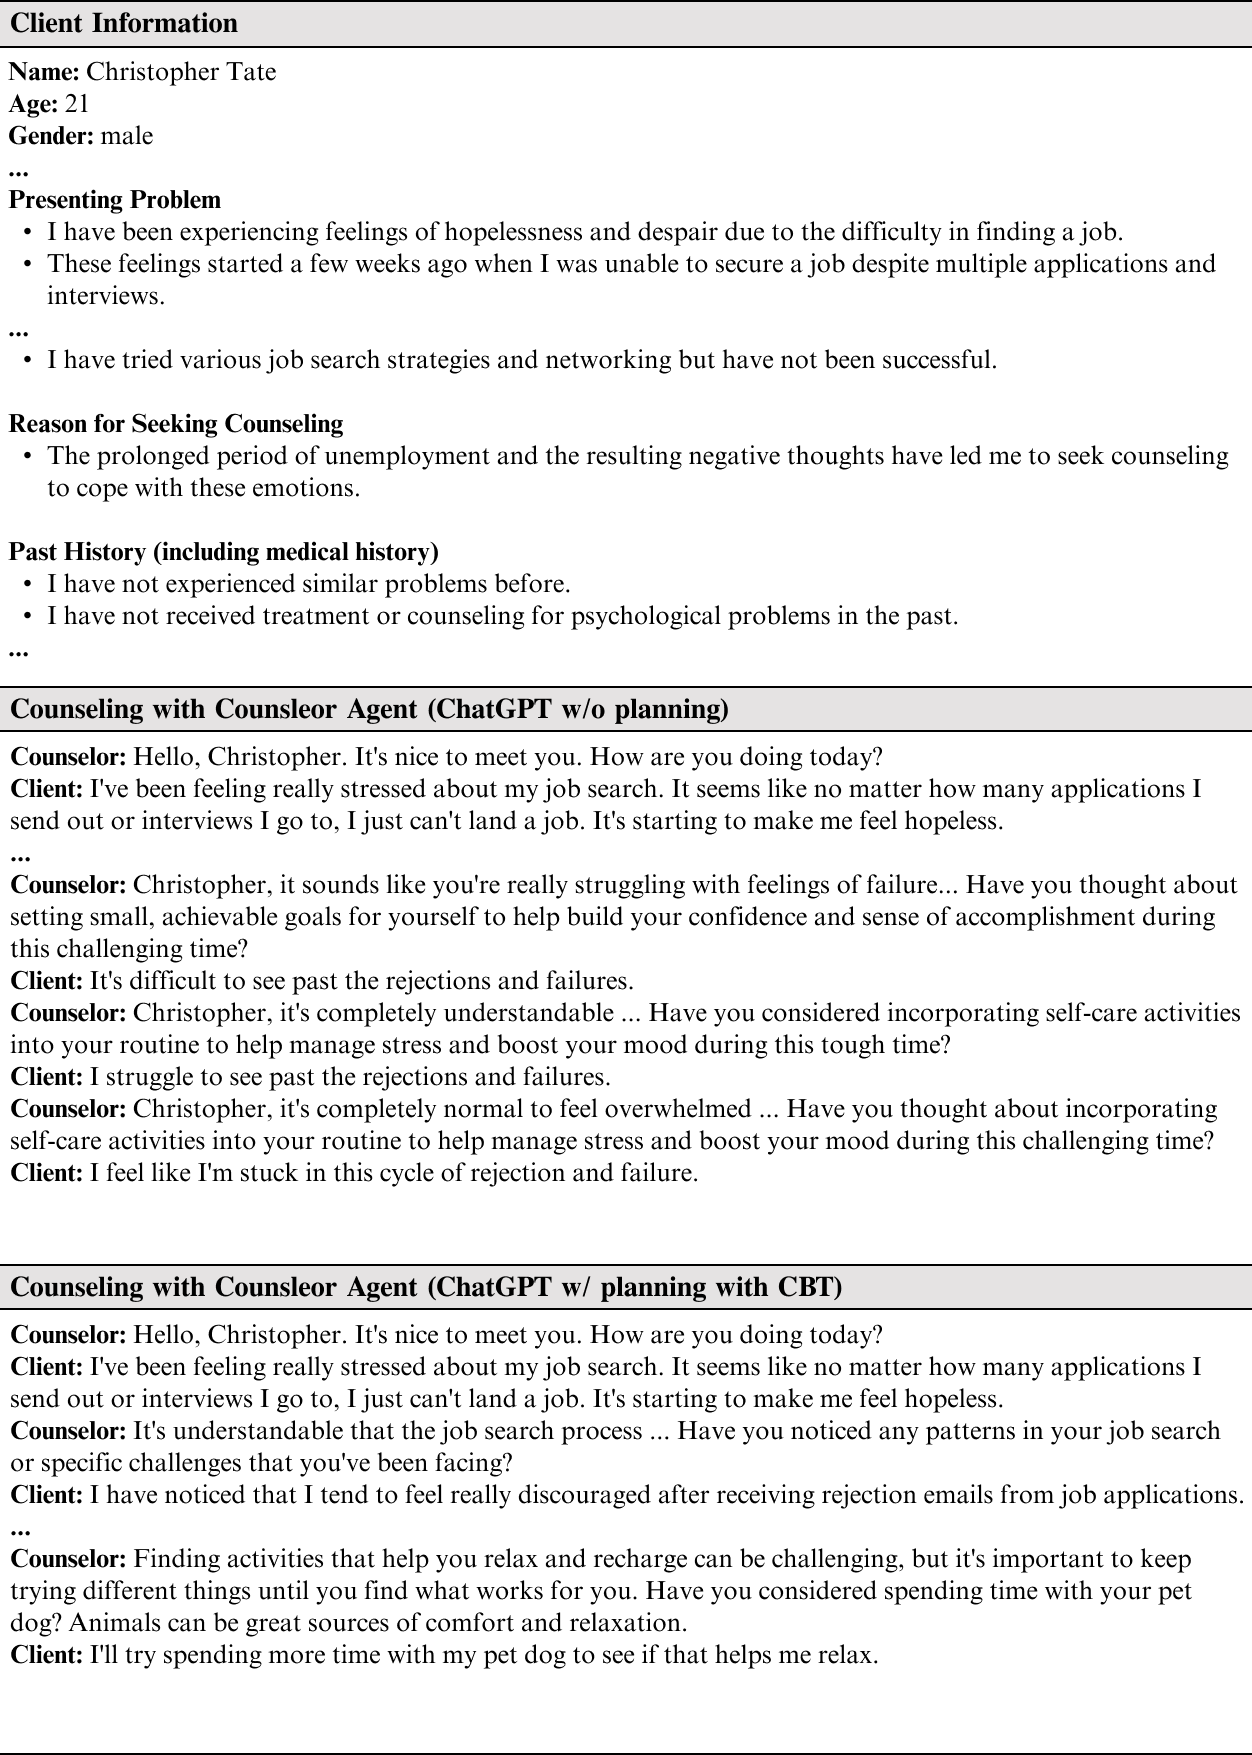 Client Information
Name: Christopher Tate
Age: 21
Gender: male
...
Presenting Problem
• I have been experiencing feelings of hopelessness and despair due to the difficulty in finding a job.
• These feelings started a few weeks ago when I was unable to secure a job despite multiple applications and
interviews.
...
• I have tried various job search strategies and networking but have not been successful.
Reason for Seeking Counseling
• The prolonged period of unemployment and the resulting negative thoughts have led me to seek counseling
to cope with these emotions.
Past History (including medical history)
• I have not experienced similar problems before.
• I have not received treatment or counseling for psychological problems in the past.
...
Counseling with Counsleor Agent (ChatGPT w/o planning)
Counselor: Hello, Christopher. It's nice to meet you. How are you doing today?
Client: I've been feeling really stressed about my job search. It seems like no matter how many applications I
send out or interviews I go to, I just can't land a job. It's starting to make me feel hopeless.
...
Counselor: Christopher, it sounds like you're really struggling with feelings of failure... Have you thought about
setting small, achievable goals for yourself to help build your confidence and sense of accomplishment during
this challenging time?
Client: It's difficult to see past the rejections and failures.
Counselor: Christopher, it's completely understandable ... Have you considered incorporating self-care activities
into your routine to help manage stress and boost your mood during this tough time?
Client: I struggle to see past the rejections and failures.
Counselor: Christopher, it's completely normal to feel overwhelmed ... Have you thought about incorporating
self-care activities into your routine to help manage stress and boost your mood during this challenging time?
Client: I feel like I'm stuck in this cycle of rejection and failure.
Counseling with Counsleor Agent (ChatGPT w/ planning with CBT)
Counselor: Hello, Christopher. It's nice to meet you. How are you doing today?
Client: I've been feeling really stressed about my job search. It seems like no matter how many applications I
send out or interviews I go to, I just can't land a job. It's starting to make me feel hopeless.
Counselor: It's understandable that the job search process ... Have you noticed any patterns in your job search
or specific challenges that you've been facing?
Client: I have noticed that I tend to feel really discouraged after receiving rejection emails from job applications.
...
Counselor: Finding activities that help you relax and recharge can be challenging, but it's important to keep
trying different things until you find what works for you. Have you considered spending time with your pet
dog? Animals can be great sources of comfort and relaxation.
Client: I'll try spending more time with my pet dog to see if that helps me relax.